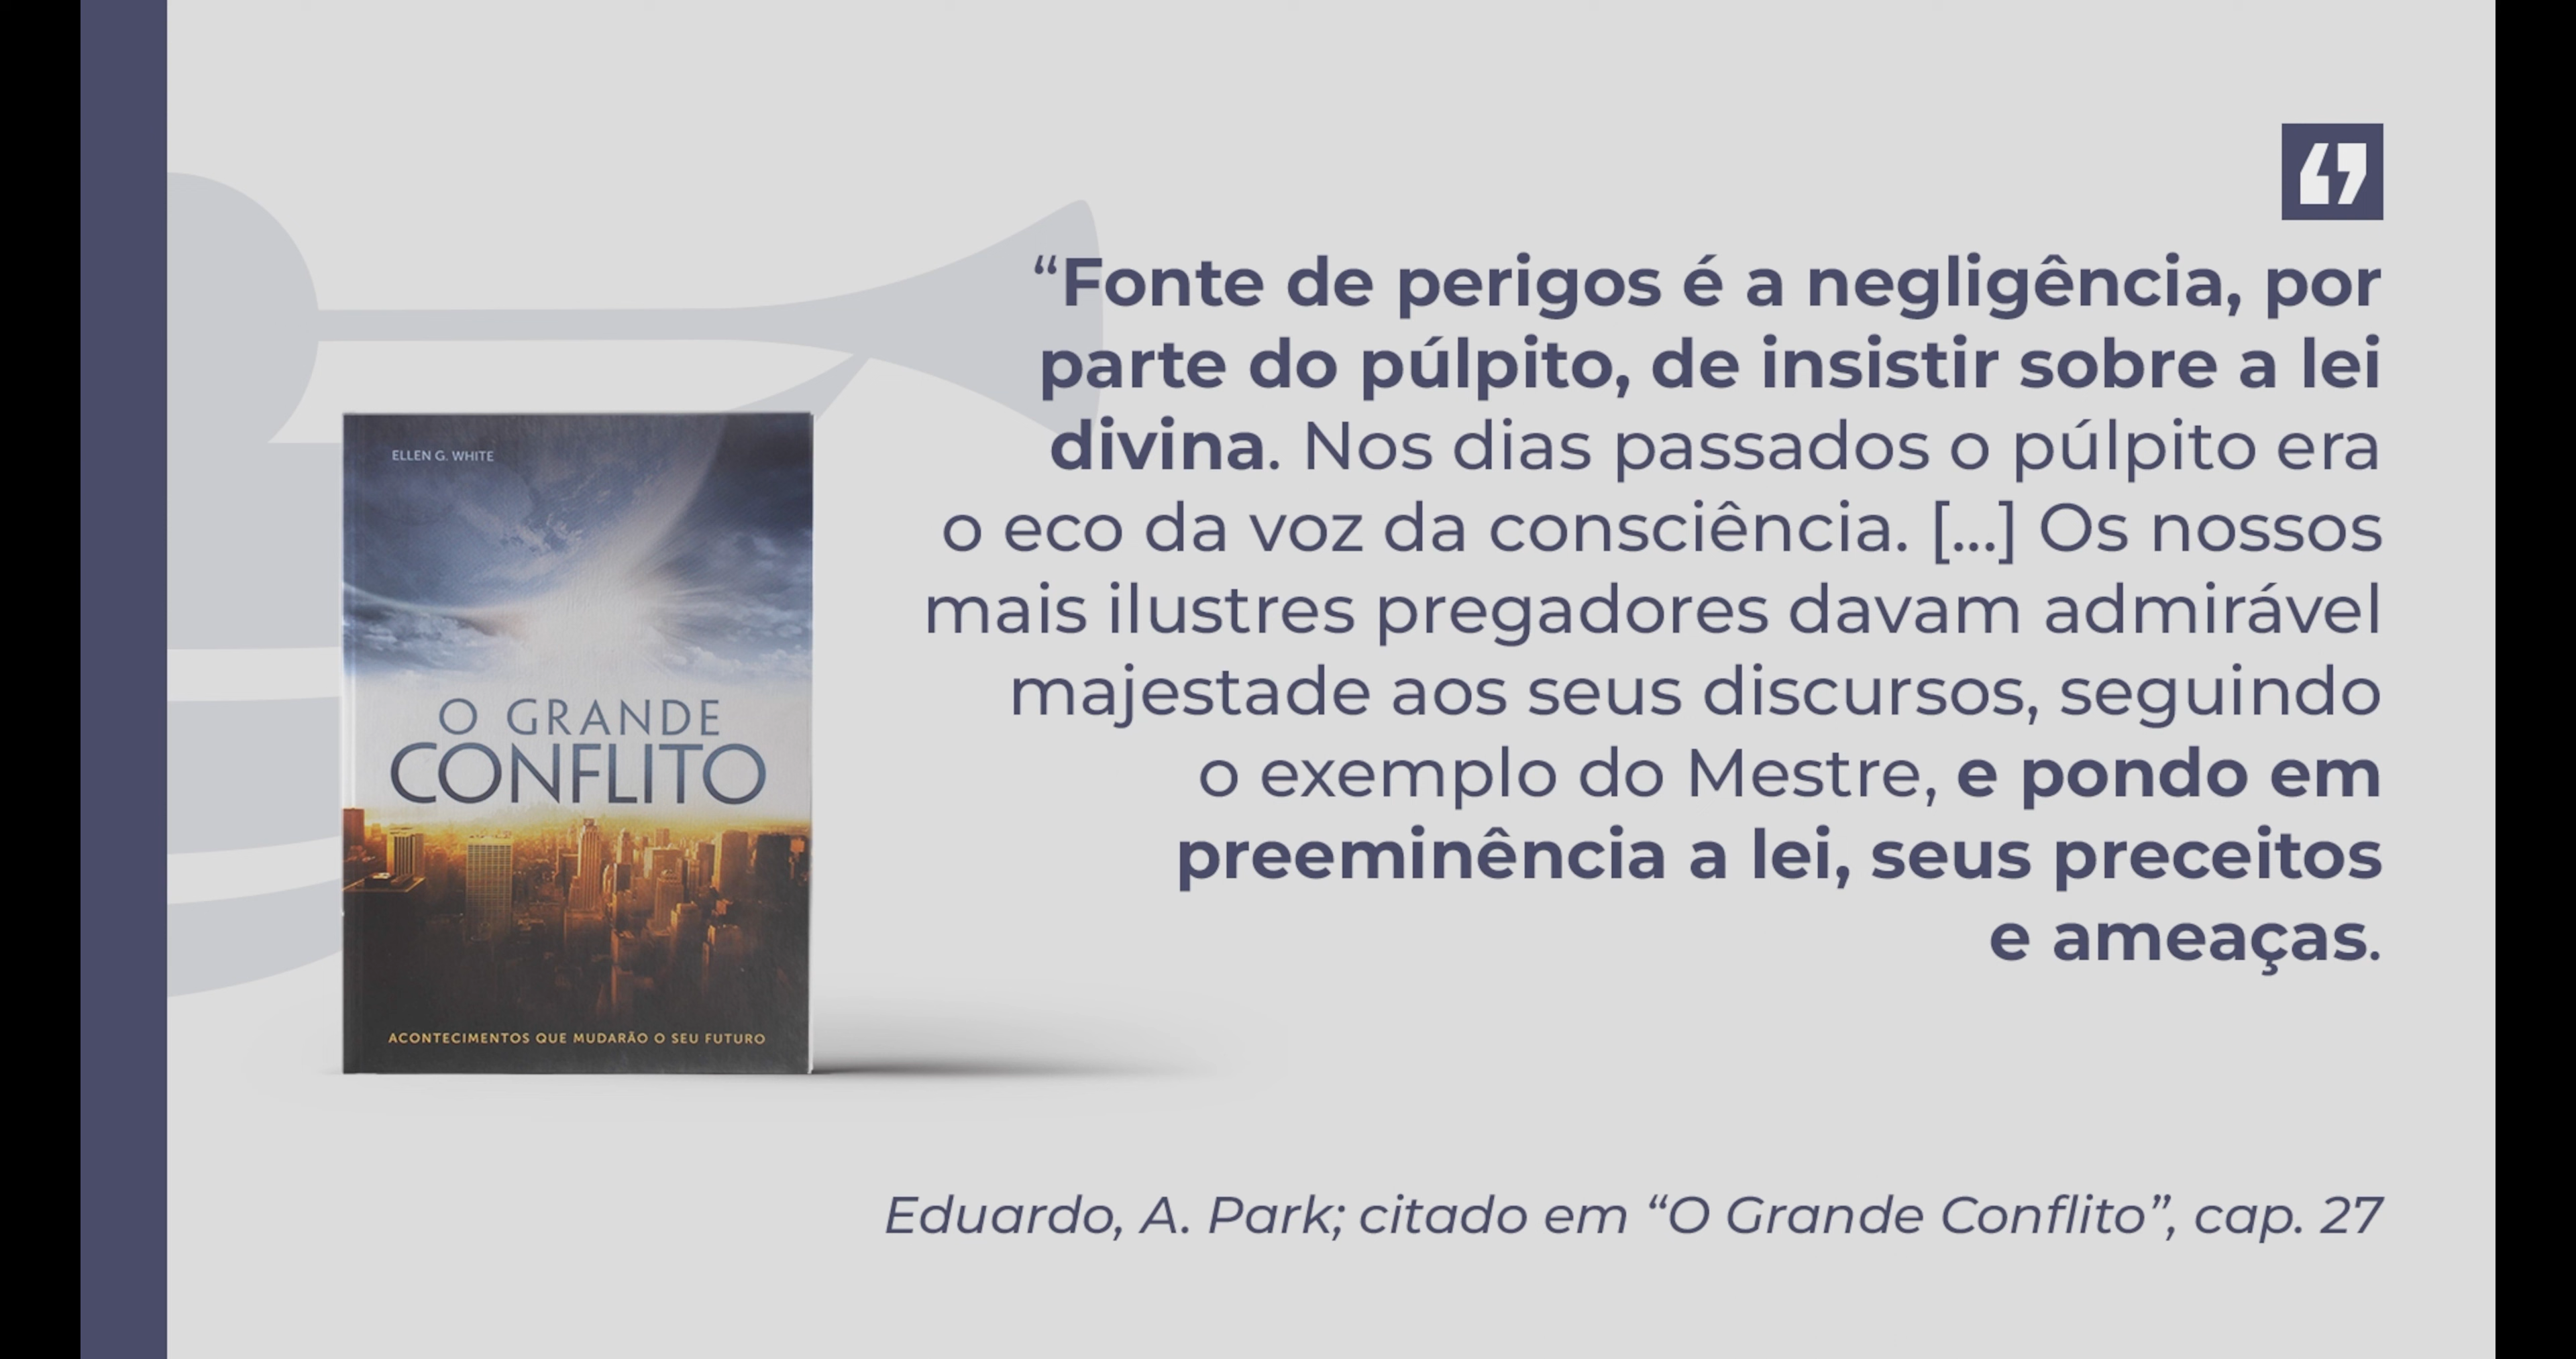 “Fonte de perigos é a negligência, por
parte do púlpito, de insistir sobre a lei
divina. Nos dias passados o púlpito era
o eco da voz da consciência. [...] Os nossos
mais ilustres pregadores davam admirável
majestade aos seus discursos, seguindo
o exemplo do Mestre, e pondo em
preeminência a lei, seus preceitos
e ameaças.
ELLEN G. WHITE
O GRANDE
CONFLITO
ACONTECIMENTOS QUE MUDARÃO O SEU FUTURO
Eduardo, A. Park; citado em “O Grande Conflito”, cap. 27